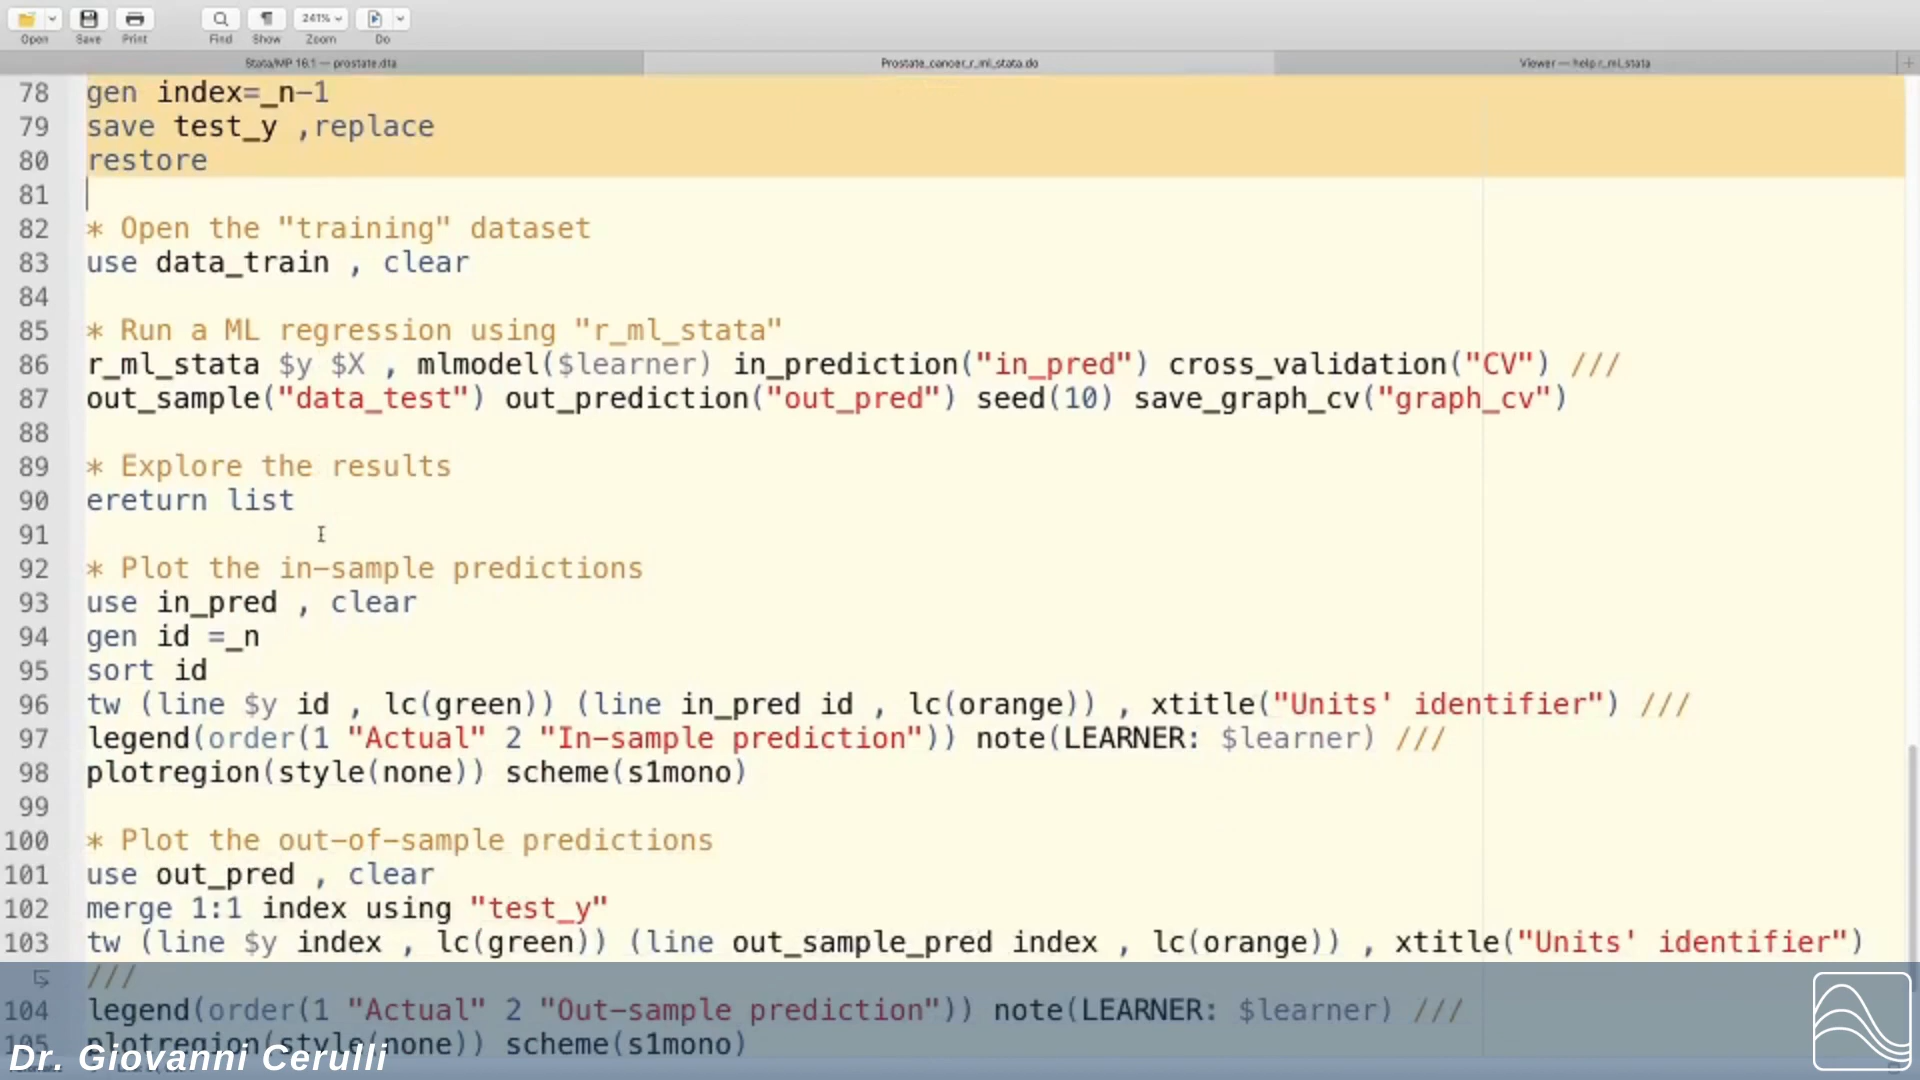 Open Save Print Find Show 241% Zoom Do
Stata/MP 16.1 — prostate.dta Prostate_cancer_r_ml_stata.do Viewer — help r_ml_stata
78 gen index=_n-1
79 save test_y ,replace
80 restore
81
82 * Open the "training" dataset
83 use data_train , clear
84
85 * Run a ML regression using "r_ml_stata"
86 r_ml_stata $y $X , mlmodel($learner) in_prediction("in_pred") cross_validation("CV") ///
87 out_sample("data_test") out_prediction("out_pred") seed(10) save_graph_cv("graph_cv")
88
89 * Explore the results
90 ereturn list
91
92 * Plot the in-sample predictions
93 use in_pred , clear
94 gen id =_n
95 sort id
96 tw (line $y id , lc(green)) (line in_pred id , lc(orange)) , xtitle("Units' identifier") ///
97 legend(order(1 "Actual" 2 "In-sample prediction")) note(LEARNER: $learner) ///
98 plotregion(style(none)) scheme(s1mono)
99
100 * Plot the out-of-sample predictions
101 use out_pred , clear
102 merge 1:1 index using "test_y"
103 tw (line $y index , lc(green)) (line out_sample_pred index , lc(orange)) , xtitle("Units' identifier")
///
104 legend(order(1 "Actual" 2 "Out-sample prediction")) note(LEARNER: $learner) ///
105 plotregion(style(none)) scheme(s1mono)
Dr. Giovanni Cerulli